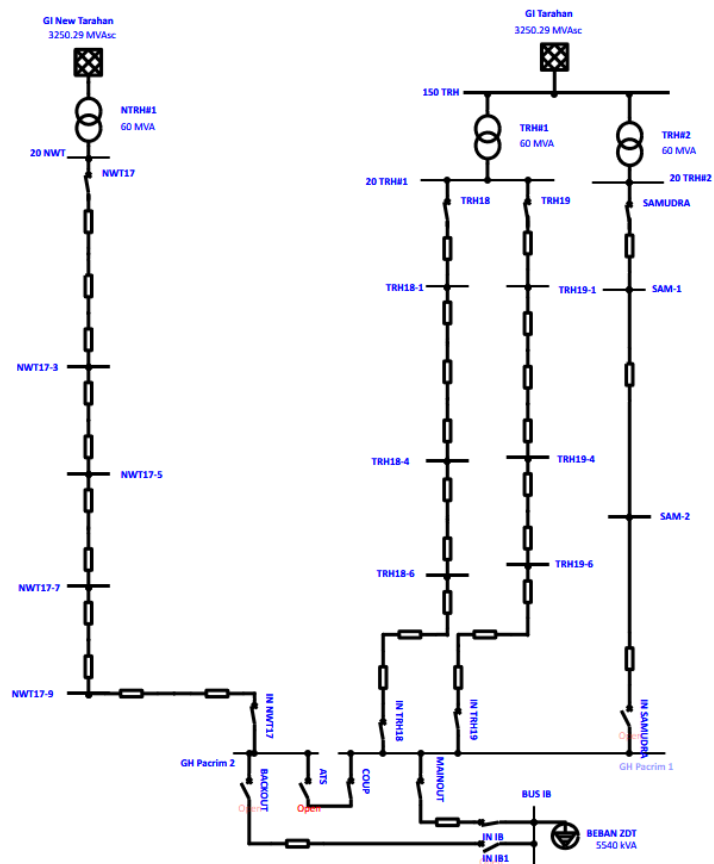 GI New Tarahan
3250.29 MVAsc
GI Tarahan
3250.29 MVAsc
150 TRH
NTRH#1
60 MVA
TRH#1
60 MVA
TRH#2
60 MVA
20 NWT
NWT17
20 TRH#1
20 TRH#2
TRH18
TRH19
SAMUDRA
TRH18-1
TRH19-1
SAM-1
NWT17-3
TRH18-4
TRH19-4
NWT17-5
SAM-2
TRH18-6
TRH19-6
NWT17-7
NWT17-9
IN NWT17
IN TRH18
IN TRH19
IN SAMUDRA
Open
GH Pacrim 2
GH Pacrim 1
BACKOUT
Open
ATS
Open
COUP
MAINOUT
BUS IB
IN IB
IN IB1
BEBAN ZDT
5540 kVA